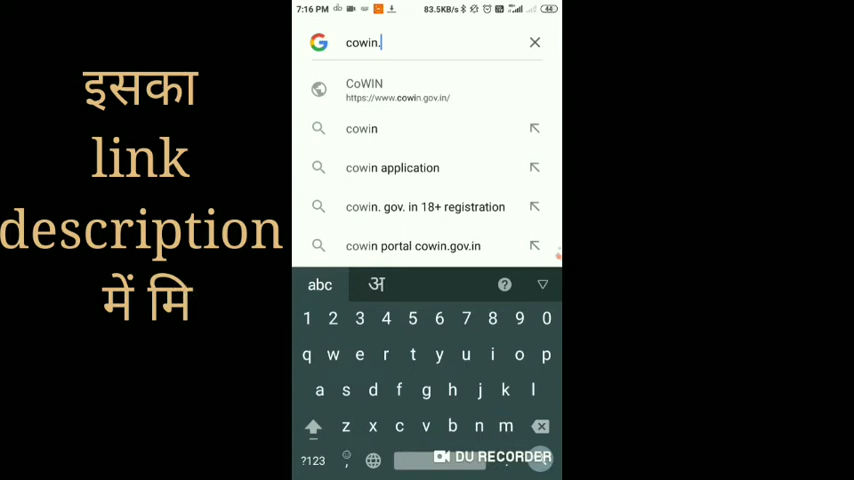 इसका
link
description
में मि
7:16 PM
83.5KB/s
44
cowin.
CoWIN
https://www.cowin.gov.in/
cowin
cowin application
cowin. gov. in 18+ registration
cowin portal cowin.gov.in
abc अ
1 2 3 4 5 6 7 8 9 0
q w e r t y u i o p
a s d f g h j k l
z x c v b n m
?123 , .
DU RECORDER